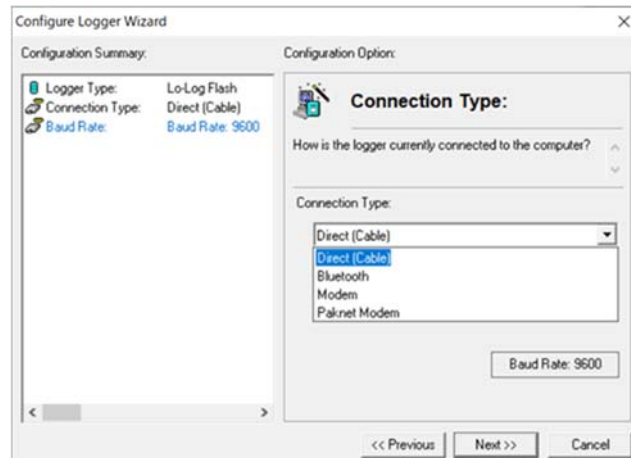 Configure Logger Wizard
Configuration Summary:
Logger Type: Lo-Log Flash
Connection Type: Direct (Cable)
Baud Rate: Baud Rate: 9600
Configuration Option:
Connection Type:
How is the logger currently connected to the computer?
Connection Type:
Direct (Cable)
Direct (Cable)
Bluetooth
Modem
Paknet Modem
Baud Rate: 9600
<< Previous
Next >>
Cancel